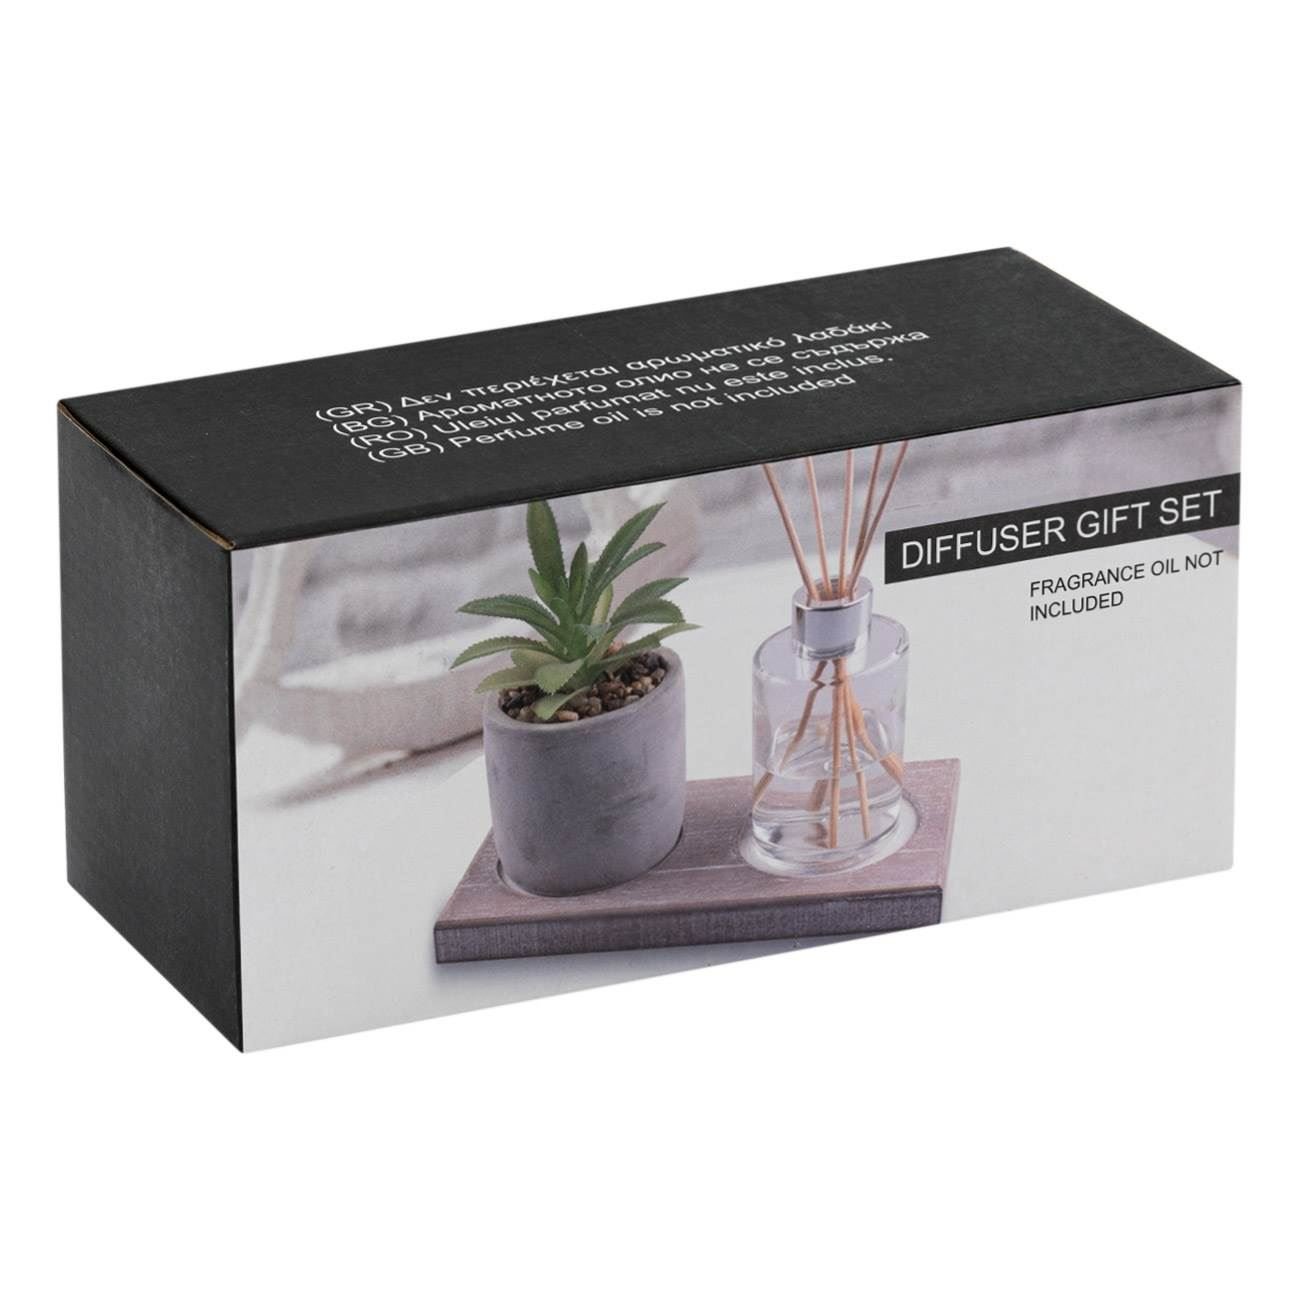 (GR) Δεν περιέχεται αρωματικό λαδάκι
(BG) Ароматното олио не се съдържа
(RO) Uleiul parfumat nu este inclus.
(GB) Perfume oil is not included
DIFFUSER GIFT SET
FRAGRANCE OIL NOT
INCLUDED